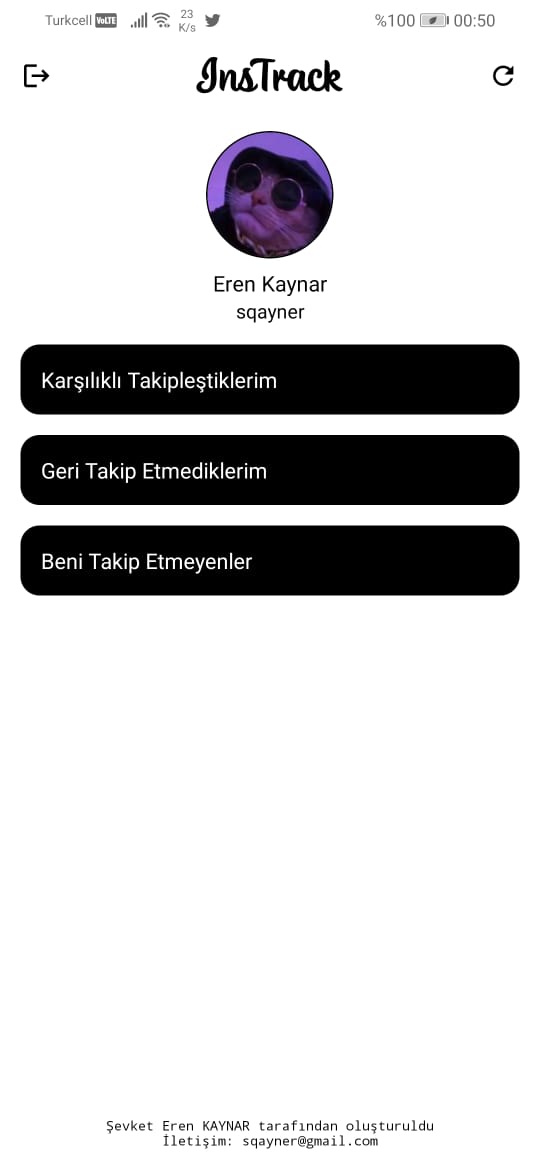 Turkcell VoLTE 23 K/s %100 00:50
InsTrack
Eren Kaynar
sqayner
Karşılıklı Takipleştiklerim
Geri Takip Etmediklerim
Beni Takip Etmeyenler
Şevket Eren KAYNAR tarafından oluşturuldu
İletişim: sqayner@gmail.com